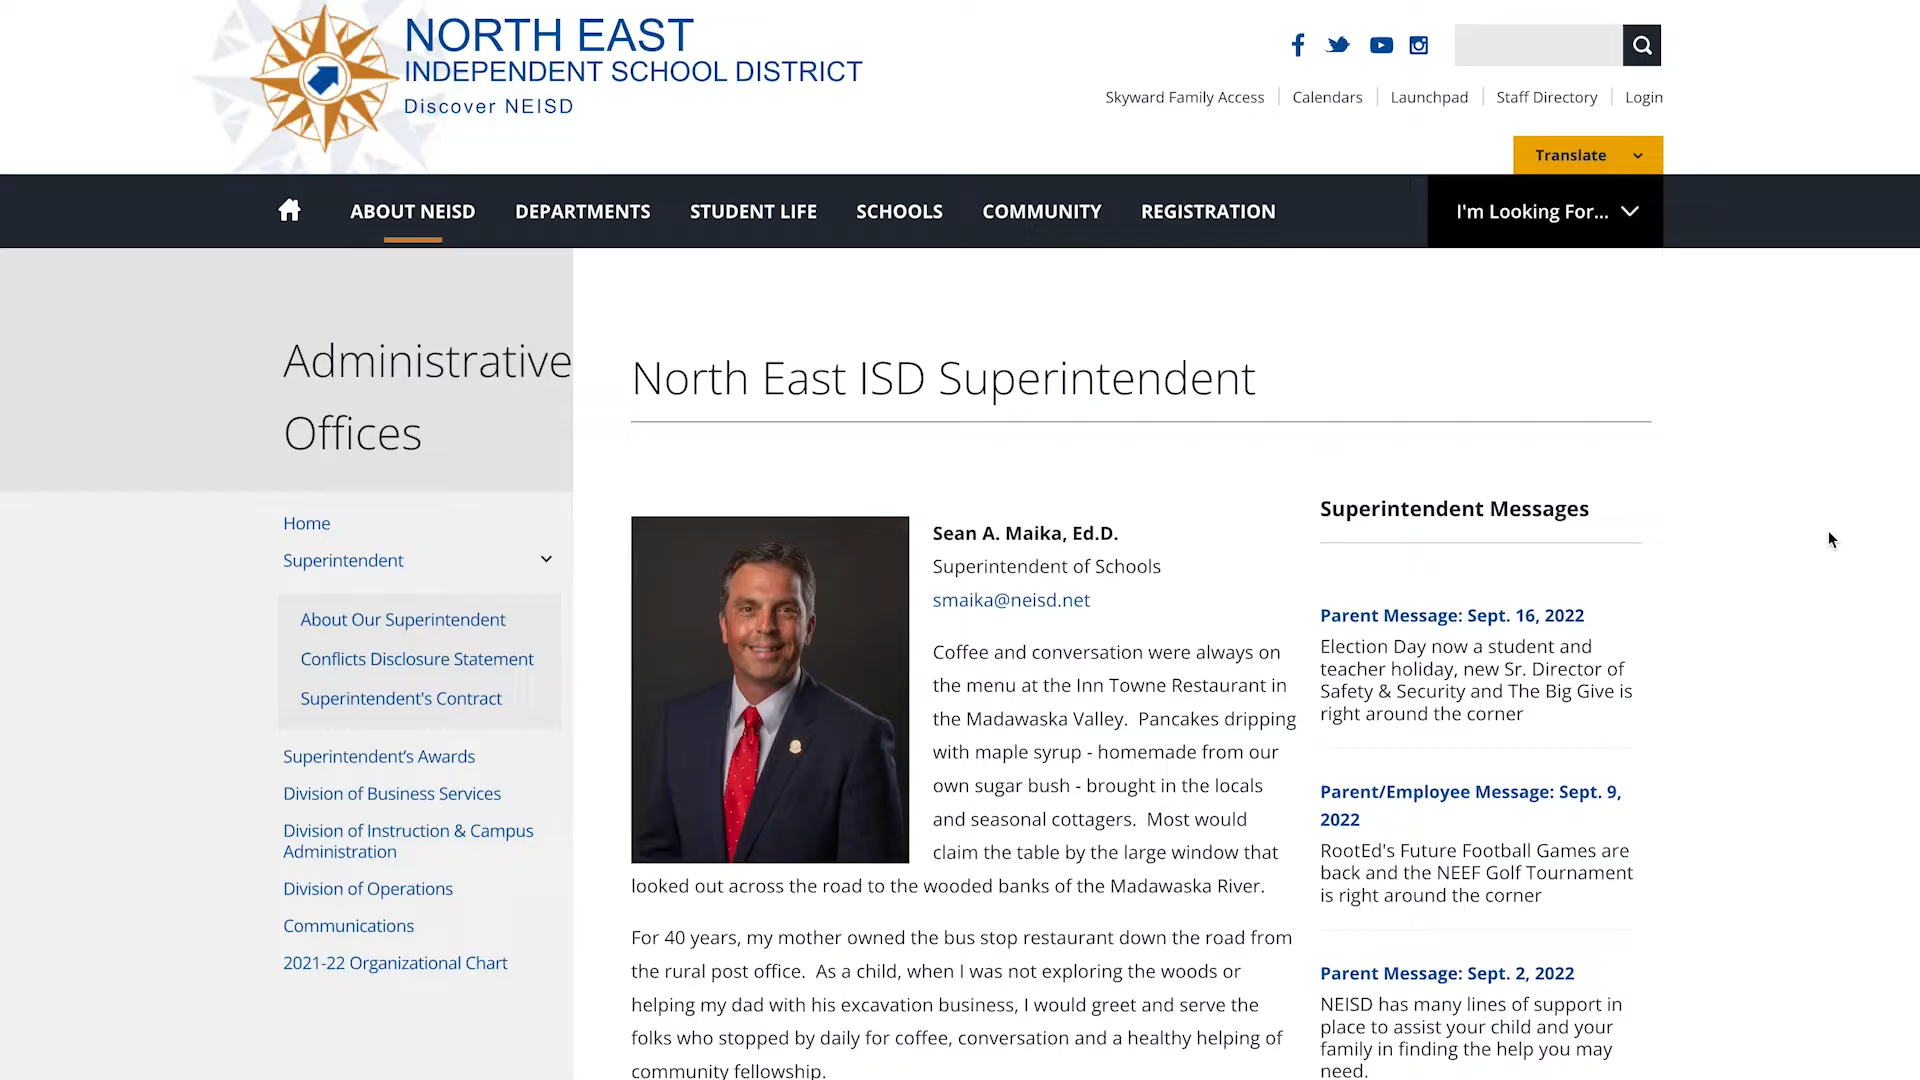 NORTH EAST
INDEPENDENT SCHOOL DISTRICT
Discover NEISD
Skyward Family Access
Calendars
Launchpad
Staff Directory
Login
Translate
ABOUT NEISD
DEPARTMENTS
STUDENT LIFE
SCHOOLS
COMMUNITY
REGISTRATION
I'm Looking For...
Administrative
Offices
Home
Superintendent
About Our Superintendent
Conflicts Disclosure Statement
Superintendent's Contract
Superintendent’s Awards
Division of Business Services
Division of Instruction & Campus
Administration
Division of Operations
Communications
2021-22 Organizational Chart
North East ISD Superintendent
Sean A. Maika, Ed.D.
Superintendent of Schools
smaika@neisd.net
Coffee and conversation were always on
the menu at the Inn Towne Restaurant in
the Madawaska Valley.  Pancakes dripping
with maple syrup - homemade from our
own sugar bush - brought in the locals
and seasonal cottagers.  Most would
claim the table by the large window that
looked out across the road to the wooded banks of the Madawaska River.
For 40 years, my mother owned the bus stop restaurant down the road from
the rural post office.  As a child, when I was not exploring the woods or
helping my dad with his excavation business, I would greet and serve the
folks who stopped by daily for coffee, conversation and a healthy helping of
community fellowship.
Superintendent Messages
Parent Message: Sept. 16, 2022
Election Day now a student and
teacher holiday, new Sr. Director of
Safety & Security and The Big Give is
right around the corner
Parent/Employee Message: Sept. 9,
2022
RootEd's Future Football Games are
back and the NEEF Golf Tournament
is right around the corner
Parent Message: Sept. 2, 2022
NEISD has many lines of support in
place to assist your child and your
family in finding the help you may
need.